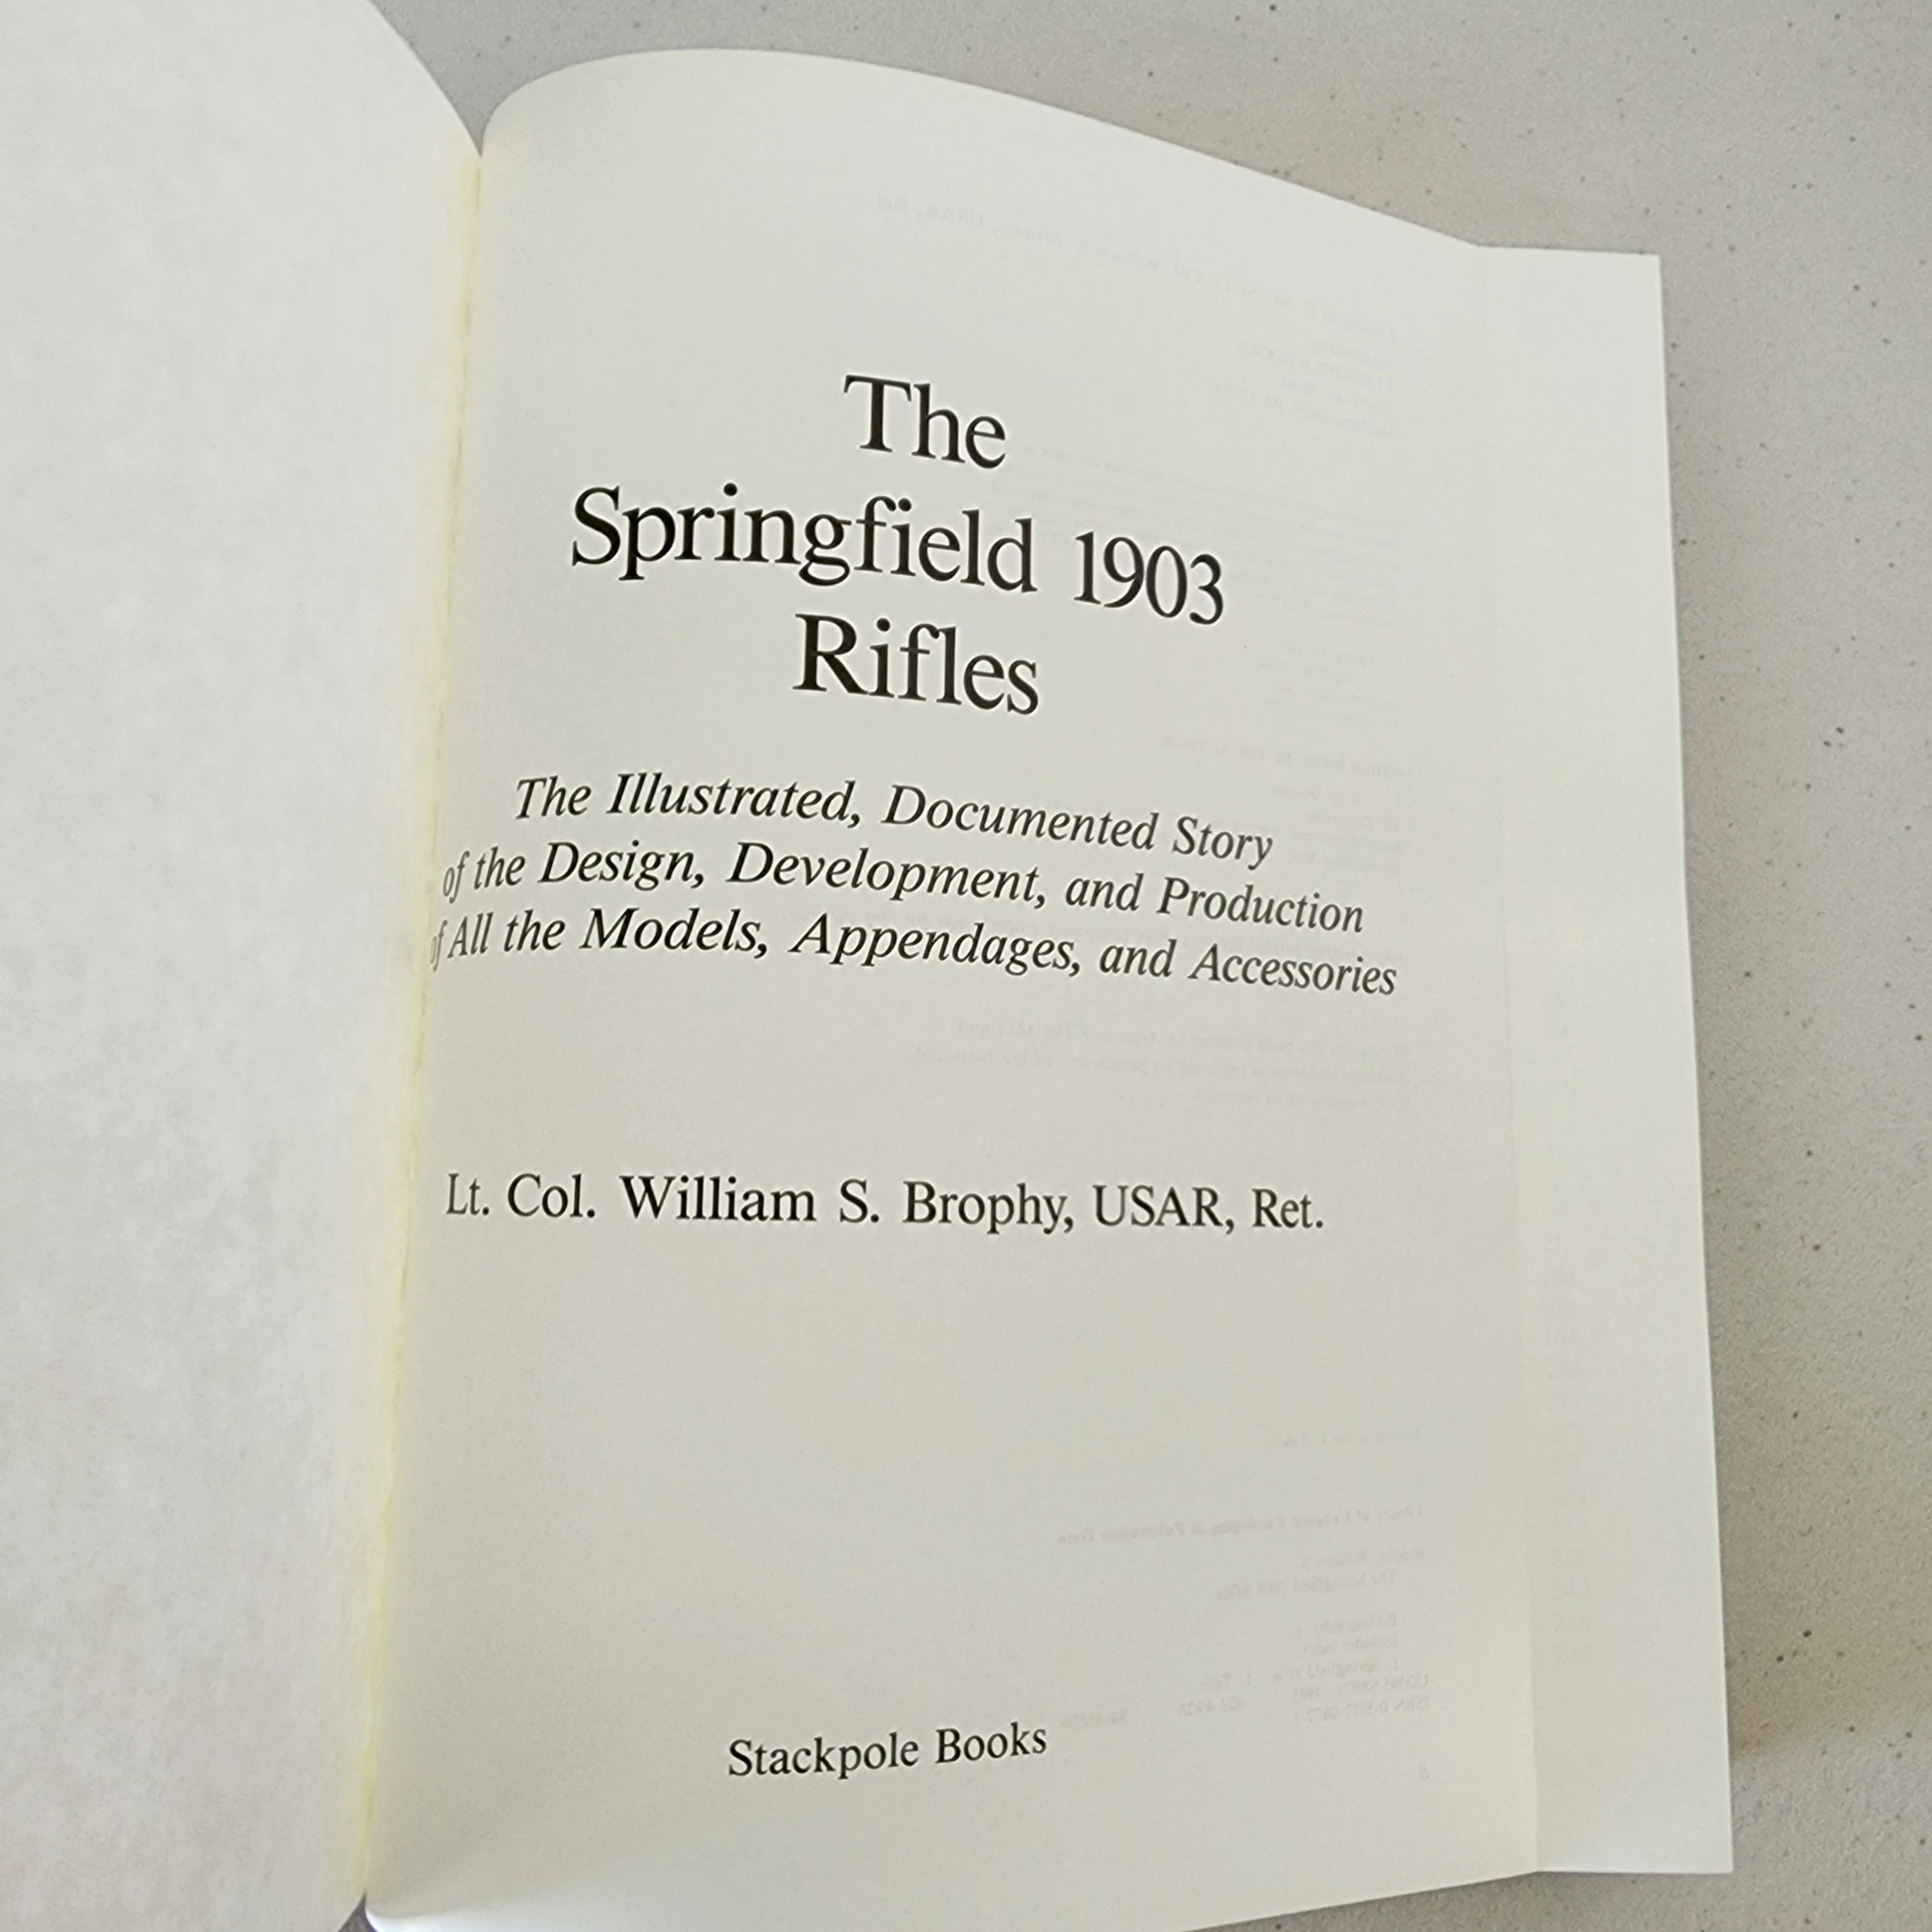 The
Springfield 1903
Rifles
The Illustrated, Documented Story
of the Design, Development, and Production
of All the Models, Appendages, and Accessories
Lt. Col. William S. Brophy, USAR, Ret.
Stackpole Books